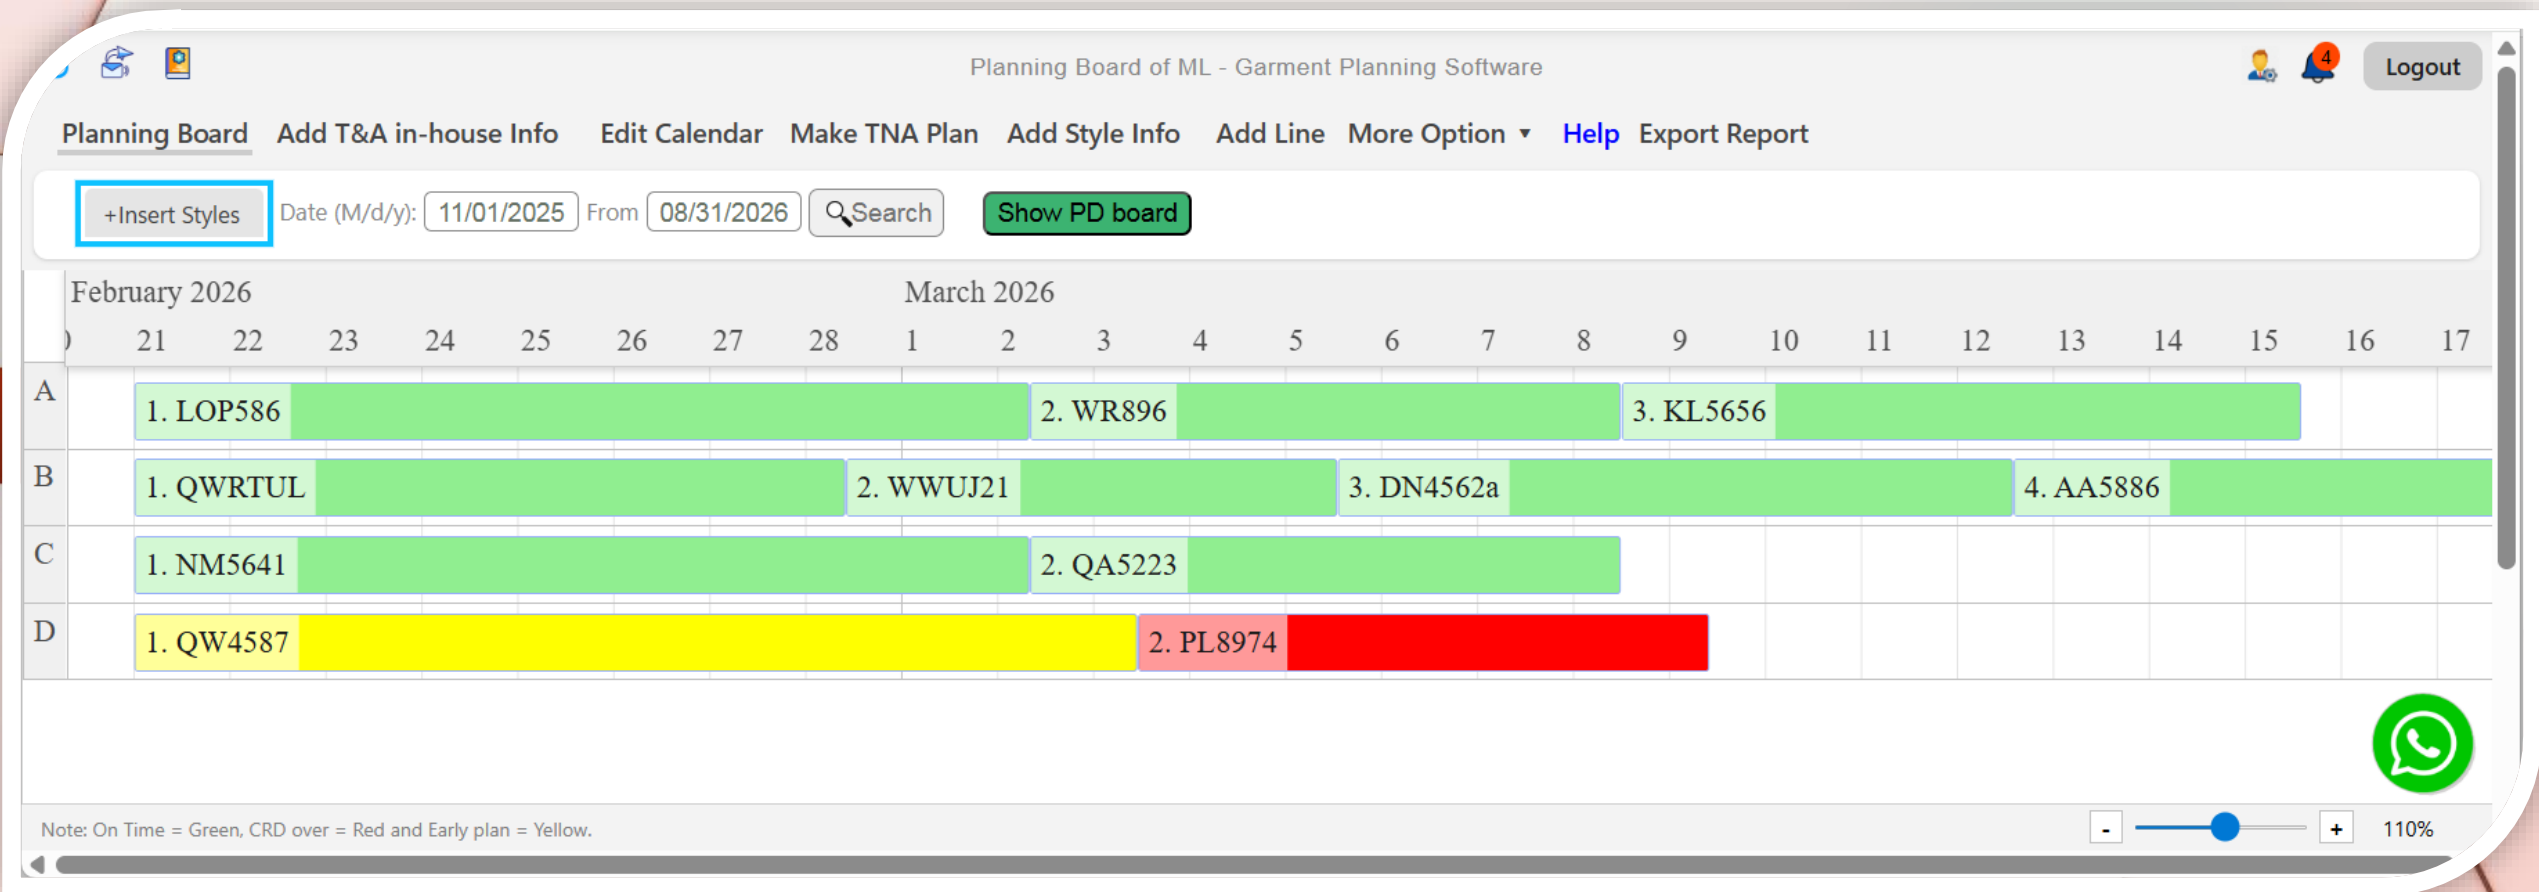 Planning Board of ML - Garment Planning Software
4
Logout
Planning Board Add T&A in-house Info Edit Calendar Make TNA Plan Add Style Info Add Line More Option ▼ Help Export Report
+Insert Styles Date (M/d/y): 11/01/2025 From 08/31/2026 Search Show PD board
February 2026 March 2026
21 22 23 24 25 26 27 28 1 2 3 4 5 6 7 8 9 10 11 12 13 14 15 16 17
A 1. LOP586 2. WR896 3. KL5656
B 1. QWRTUL 2. WWUJ21 3. DN4562a 4. AA5886
C 1. NM5641 2. QA5223
D 1. QW4587 2. PL8974
Note: On Time = Green, CRD over = Red and Early plan = Yellow.
- + 110%